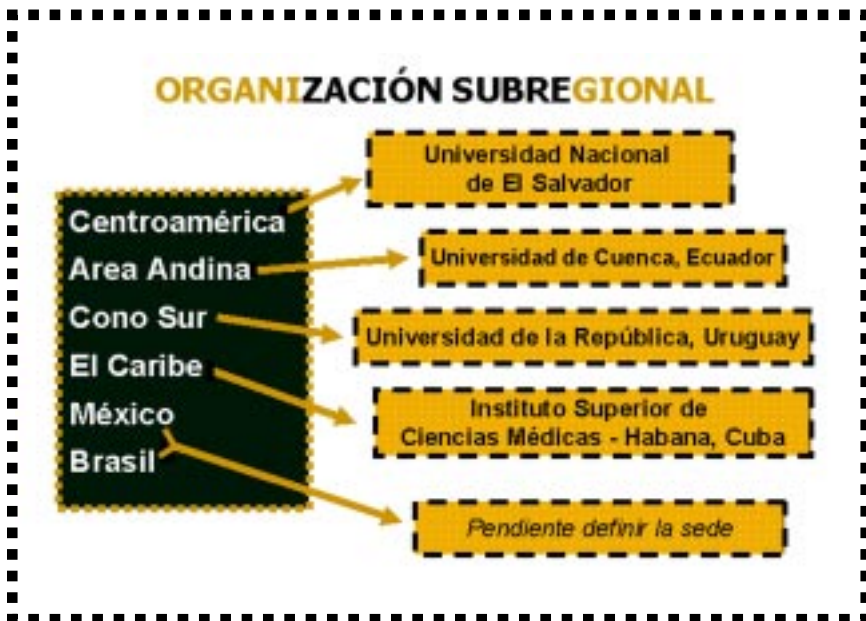 ORGANIZACIÓN SUBREGIONAL
Centroamérica
Area Andina
Cono Sur
El Caribe
México
Brasil
Universidad Nacional
de El Salvador
Universidad de Cuenca, Ecuador
Universidad de la República, Uruguay
Instituto Superior de
Ciencias Médicas - Habana, Cuba
Pendiente definir la sede